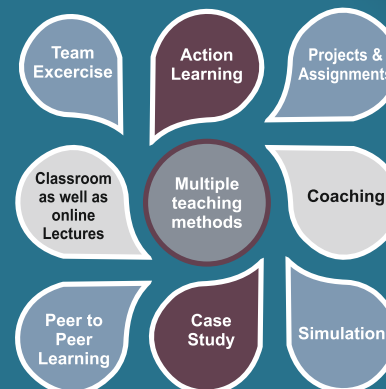 Team
Excercise
Action
Learning
Projects &
Assignments
Classroom
as well as
online
Lectures
Multiple
teaching
methods
Coaching
Peer to
Peer
Learning
Case
Study
Simulation